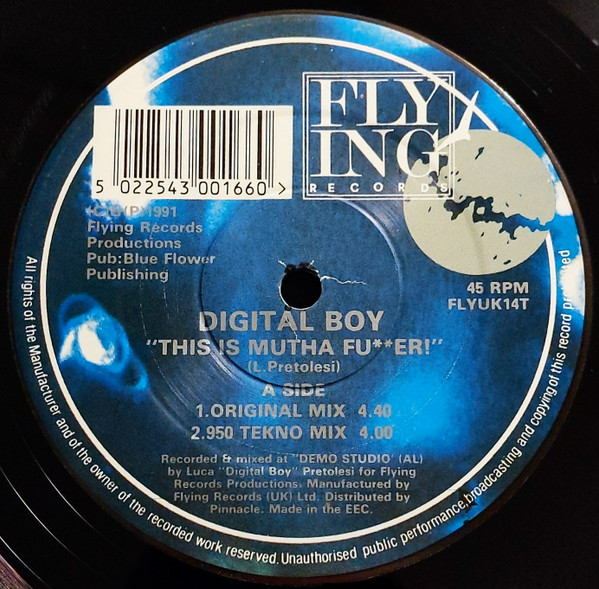 FLY
ING
RECORDS
5 022543 001660 >
(C)&(P)1991
Flying Records
Productions
Pub:Blue Flower
Publishing
45 RPM
FLYUK14T
DIGITAL BOY
"THIS IS MUTHA FU**ER!"
(L.Pretolesi)
A SIDE
1.ORIGINAL MIX 4.40
2.950 TEKNO MIX 4.00
Recorded & mixed at "DEMO STUDIO' (AL)
by Luca "Digital Boy" Pretolesi for Flying
Records Productions. Manufactured by
Flying Records (UK) Ltd. Distributed by
Pinnacle. Made in the EEC.
All rights of the Manufacturer and of the owner of the recorded work reserved. Unauthorised public performance,broadcasting and copying of this record prohibited